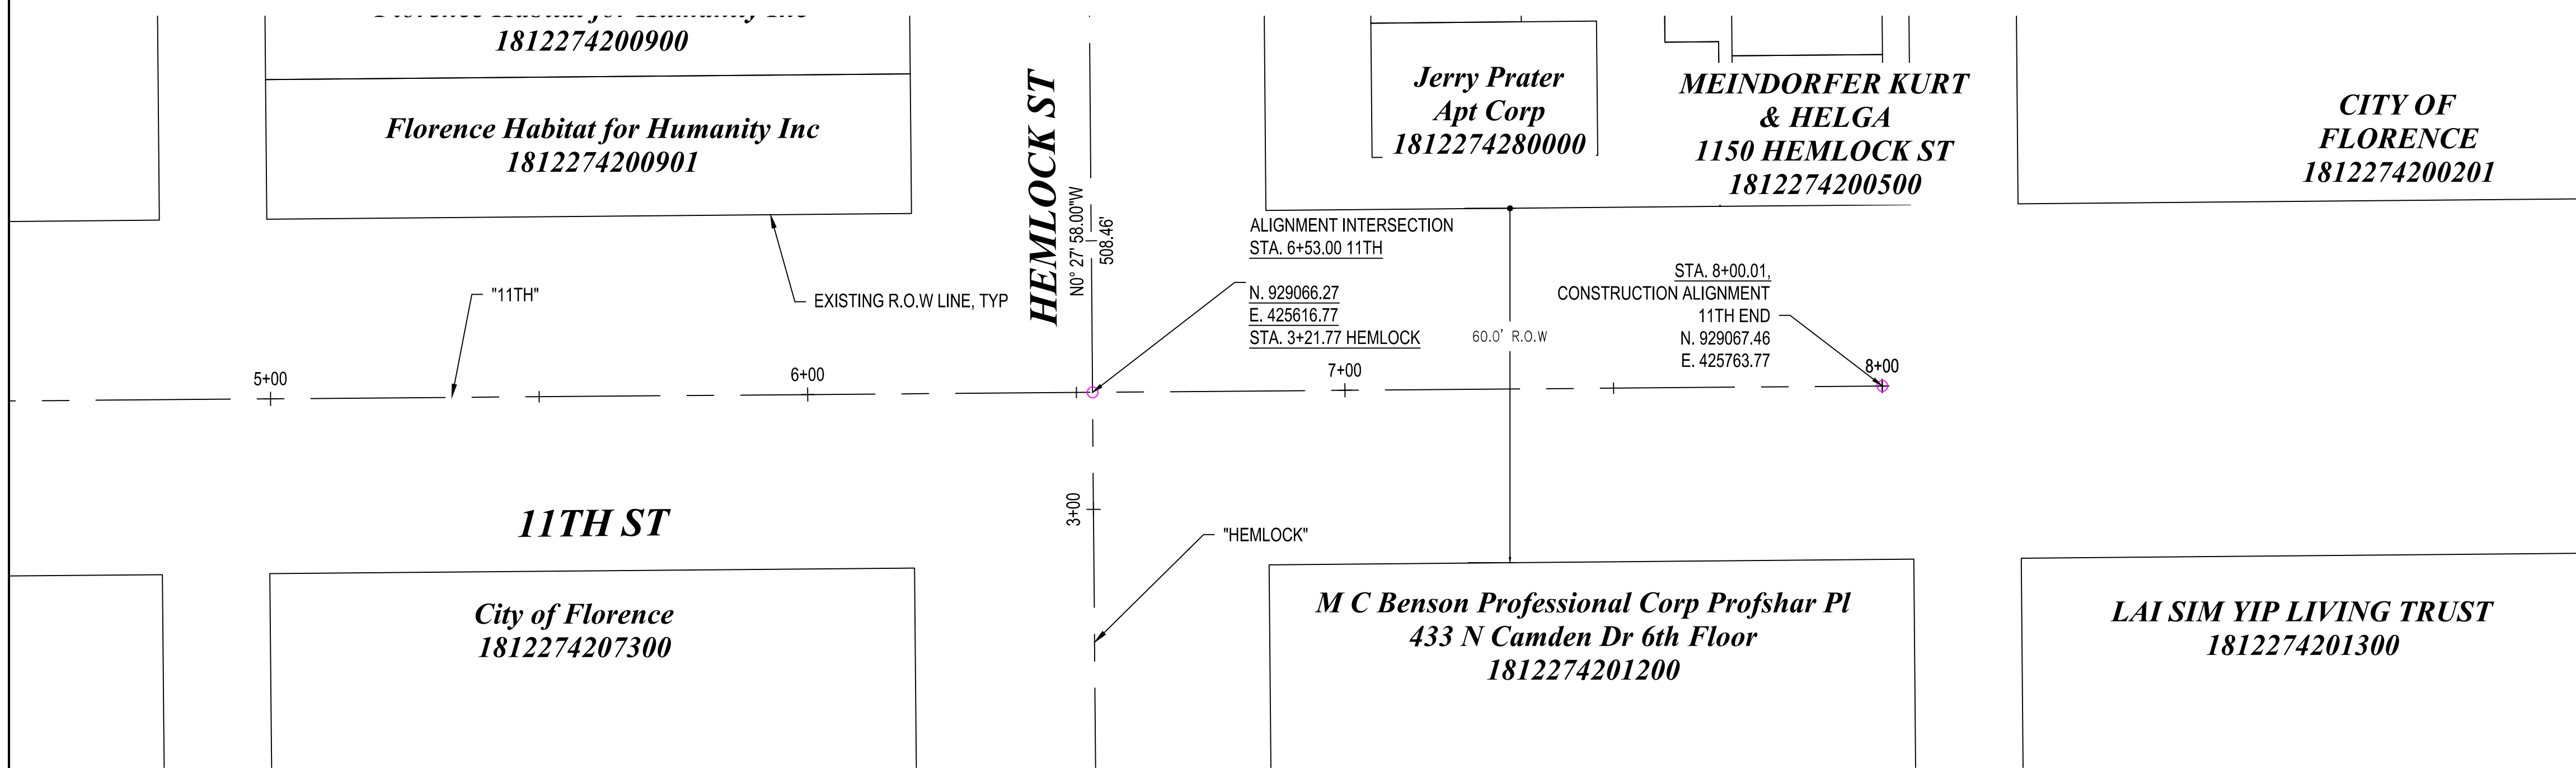 Florence Habitat for Humanity Inc
1812274200900
Florence Habitat for Humanity Inc
1812274200901
HEMLOCK ST
N0° 27' 58.00"W
508.46'
Jerry Prater
Apt Corp
1812274280000
MEINDORFER KURT
& HELGA
1150 HEMLOCK ST
1812274200500
CITY OF
FLORENCE
1812274200201
"11TH"
EXISTING R.O.W LINE, TYP
ALIGNMENT INTERSECTION
STA. 6+53.00 11TH
N. 929066.27
E. 425616.77
STA. 3+21.77 HEMLOCK
60.0' R.O.W
STA. 8+00.01,
CONSTRUCTION ALIGNMENT
11TH END
N. 929067.46
E. 425763.77
5+00
6+00
7+00
8+00
3+00
11TH ST
"HEMLOCK"
City of Florence
1812274207300
M C Benson Professional Corp Profshar Pl
433 N Camden Dr 6th Floor
1812274201200
LAI SIM YIP LIVING TRUST
1812274201300